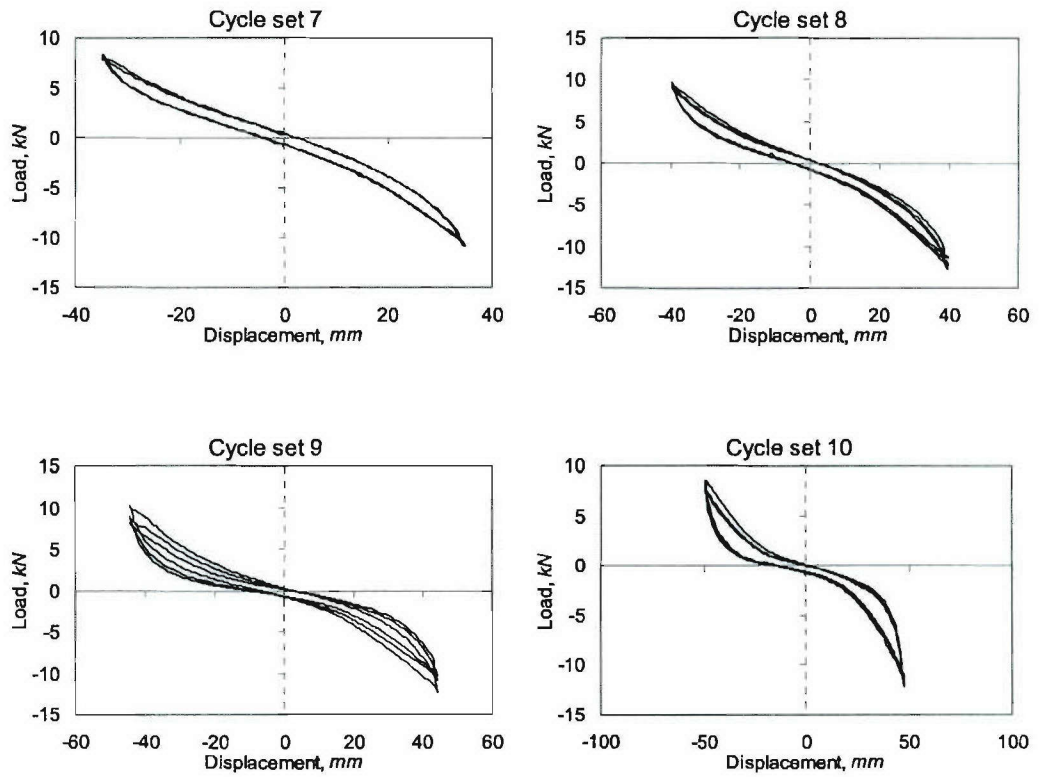 Cycle set 7
10
5
0
-5
-10
-15
Load, kN
-40 -20 0 20 40
Displacement, mm
Cycle set 8
15
10
5
0
-5
-10
-15
Load, kN
-60 -40 -20 0 20 40 60
Displacement, mm
Cycle set 9
15
10
5
0
-5
-10
-15
Load, kN
-60 -40 -20 0 20 40 60
Displacement, mm
Cycle set 10
10
5
0
-5
-10
-15
Load, kN
-100 -50 0 50 100
Displacement, mm